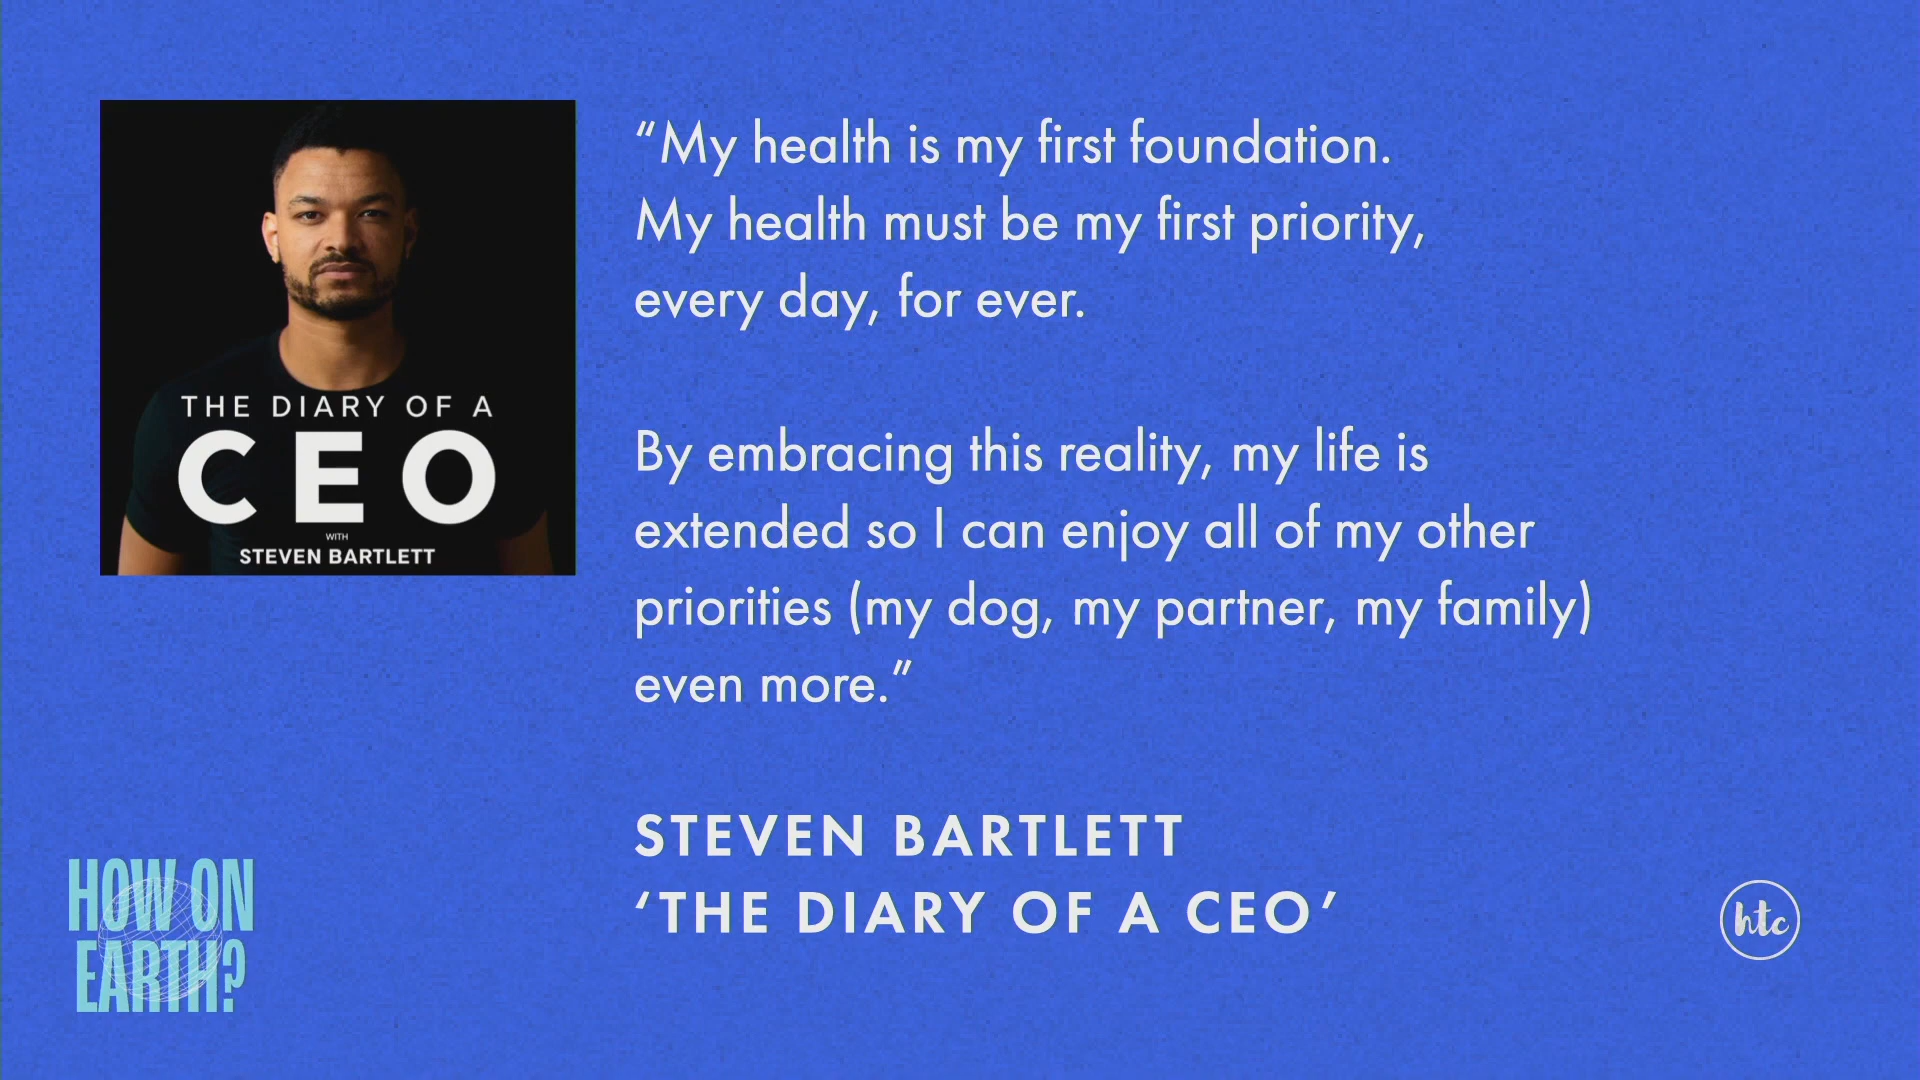 THE DIARY OF A
CEO
WITH
STEVEN BARTLETT
“My health is my first foundation.
My health must be my first priority,
every day, for ever.
By embracing this reality, my life is
extended so I can enjoy all of my other
priorities (my dog, my partner, my family)
even more.”
STEVEN BARTLETT
‘THE DIARY OF A CEO’
HOW ON
EARTH?
htc